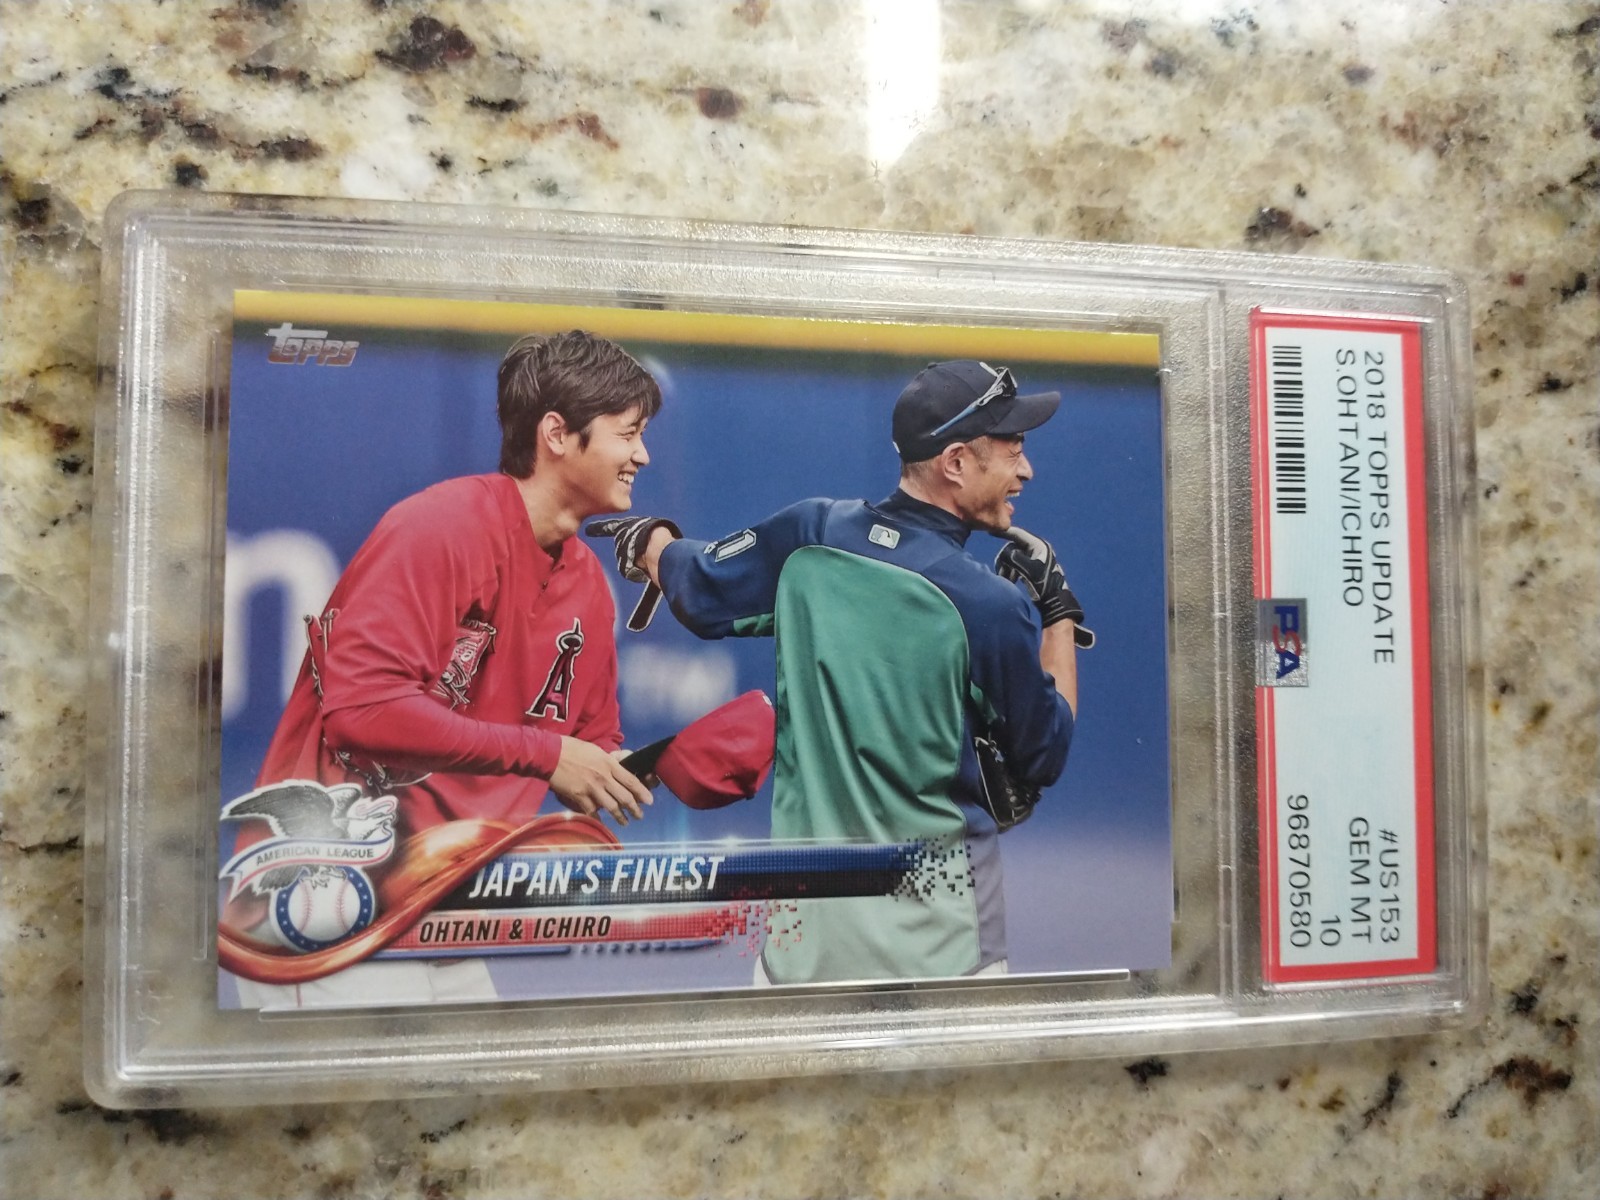 Topps
A
AMERICAN LEAGUE
JAPAN'S FINEST
OHTANI & ICHIRO
2018 TOPPS UPDATE #US153
S.OHTANI/ICHIRO GEM MT
10
PSA 96870580